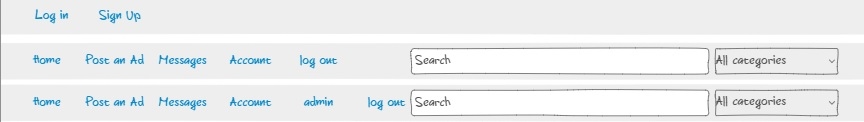 Log in Sign Up
Home Post an Ad Messages Account log out Search All categories
Home Post an Ad Messages Account admin log out Search All categories